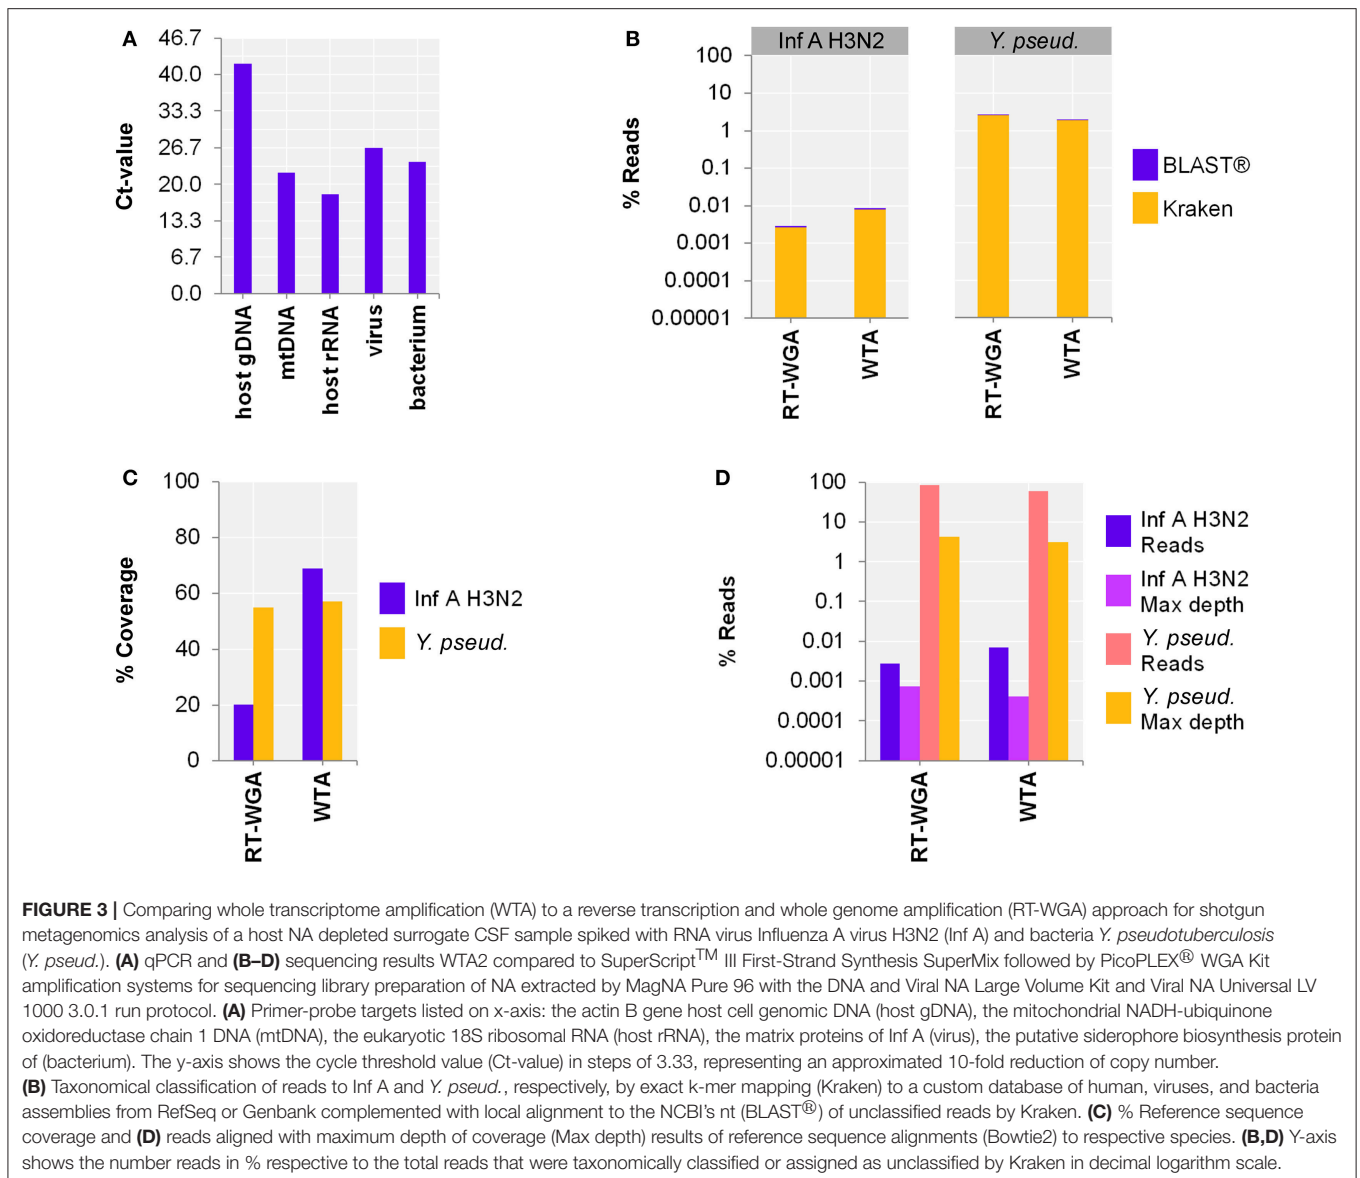 A
46.7
40.0
33.3
26.7
20.0
13.3
6.7
0.0
Ct-value
host gDNA
mtDNA
host rRNA
virus
bacterium
B
Inf A H3N2
Y. pseud.
100
10
1
0.1
0.01
0.001
0.0001
0.00001
% Reads
RT-WGA
WTA
RT-WGA
WTA
BLAST®
Kraken
C
100
80
60
40
20
0
% Coverage
RT-WGA
WTA
Inf A H3N2
Y. pseud.
D
100
10
1
0.1
0.01
0.001
0.0001
0.00001
% Reads
RT-WGA
WTA
Inf A H3N2
Reads
Inf A H3N2
Max depth
Y. pseud.
Reads
Y. pseud.
Max depth
FIGURE 3 | Comparing whole transcriptome amplification (WTA) to a reverse transcription and whole genome amplification (RT-WGA) approach for shotgun
metagenomics analysis of a host NA depleted surrogate CSF sample spiked with RNA virus Influenza A virus H3N2 (Inf A) and bacteria Y. pseudotuberculosis
(Y. pseud.). (A) qPCR and (B–D) sequencing results WTA2 compared to SuperScript™ III First-Strand Synthesis SuperMix followed by PicoPLEX® WGA Kit
amplification systems for sequencing library preparation of NA extracted by MagNA Pure 96 with the DNA and Viral NA Large Volume Kit and Viral NA Universal LV
1000 3.0.1 run protocol. (A) Primer-probe targets listed on x-axis: the actin B gene host cell genomic DNA (host gDNA), the mitochondrial NADH-ubiquinone
oxidoreductase chain 1 DNA (mtDNA), the eukaryotic 18S ribosomal RNA (host rRNA), the matrix proteins of Inf A (virus), the putative siderophore biosynthesis protein
of (bacterium). The y-axis shows the cycle threshold value (Ct-value) in steps of 3.33, representing an approximated 10-fold reduction of copy number.
(B) Taxonomical classification of reads to Inf A and Y. pseud., respectively, by exact k-mer mapping (Kraken) to a custom database of human, viruses, and bacteria
assemblies from RefSeq or Genbank complemented with local alignment to the NCBI's nt (BLAST®) of unclassified reads by Kraken. (C) % Reference sequence
coverage and (D) reads aligned with maximum depth of coverage (Max depth) results of reference sequence alignments (Bowtie2) to respective species. (B,D) Y-axis
shows the number reads in % respective to the total reads that were taxonomically classified or assigned as unclassified by Kraken in decimal logarithm scale.